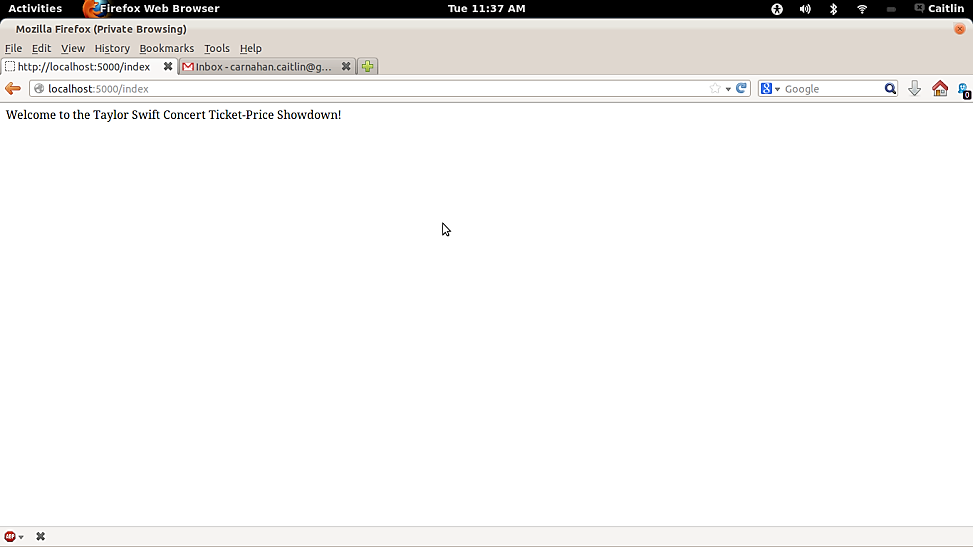 Activities Firefox Web Browser Tue 11:37 AM Caitlin
Mozilla Firefox (Private Browsing)
File Edit View History Bookmarks Tools Help
http://localhost:5000/index Inbox - carnahan.caitlin@g...
localhost:5000/index Google 0
Welcome to the Taylor Swift Concert Ticket-Price Showdown!
ABP